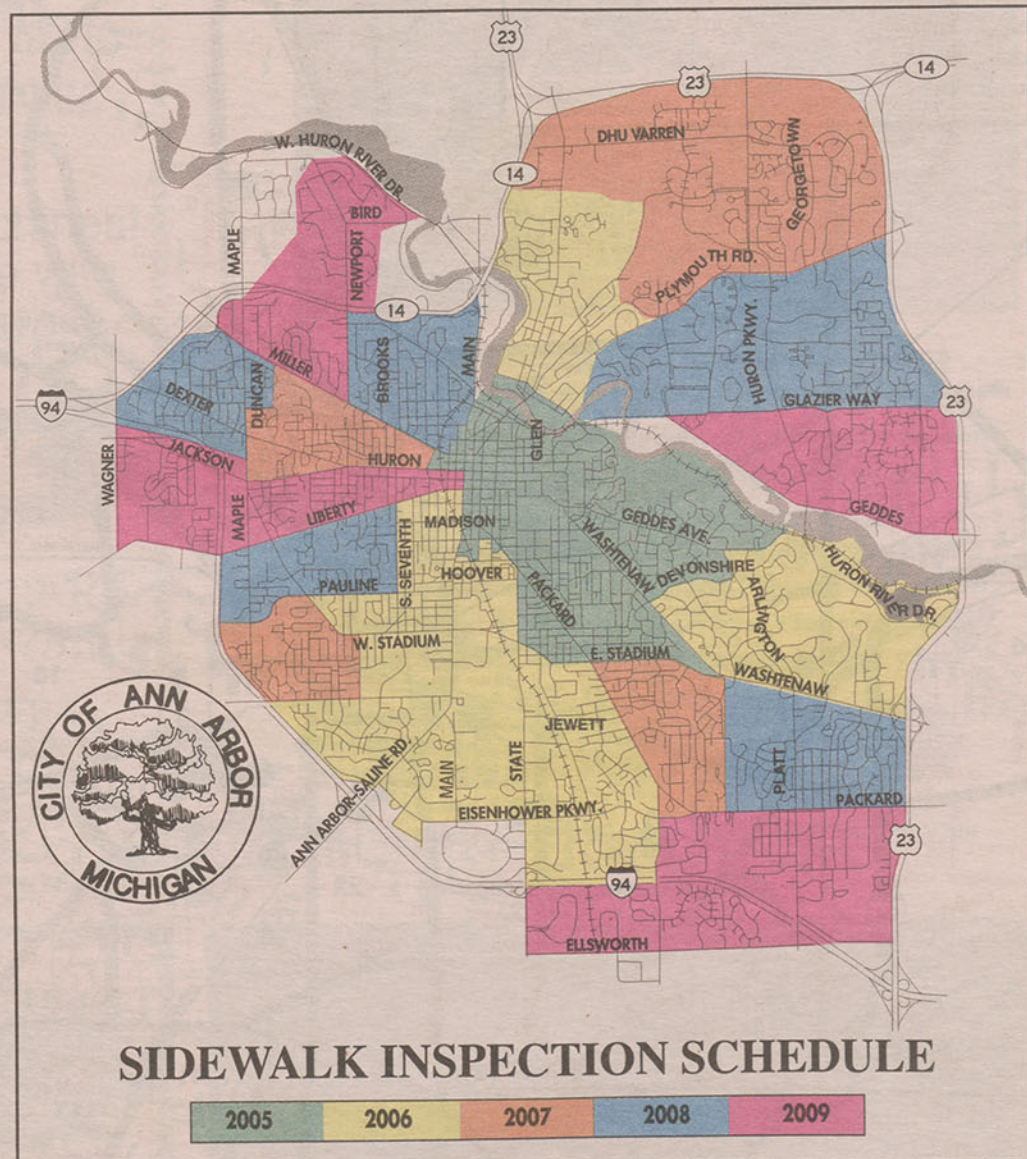 23
14
23
DHU VARREN
W. HURON RIVER DR.
14
GEORGETOWN
BIRD
MAPLE
NEWPORT
PLYMOUTH RD.
14
MAIN
BROOKS
HURON PKWY.
MILLER
DUNCAN
DEXTER
94
GLAZIER WAY
23
GLEN
JACKSON
HURON
WAGNER
MAPLE
LIBERTY
GEDDES
GEDDES AVE.
MADISON
WASHTENAW
S. SEVENTH
HOOVER
DEVONSHIRE
HURON RIVER DR.
PAULINE
PACKARD
ARLINGTON
W. STADIUM
E. STADIUM
WASHTENAW
CITY OF ANN ARBOR
MICHIGAN
JEWETT
ANN ARBOR-SALINE RD.
MAIN
STATE
PLATT
EISENHOWER PKWY.
PACKARD
23
94
ELLSWORTH
SIDEWALK INSPECTION SCHEDULE
2005 2006 2007 2008 2009